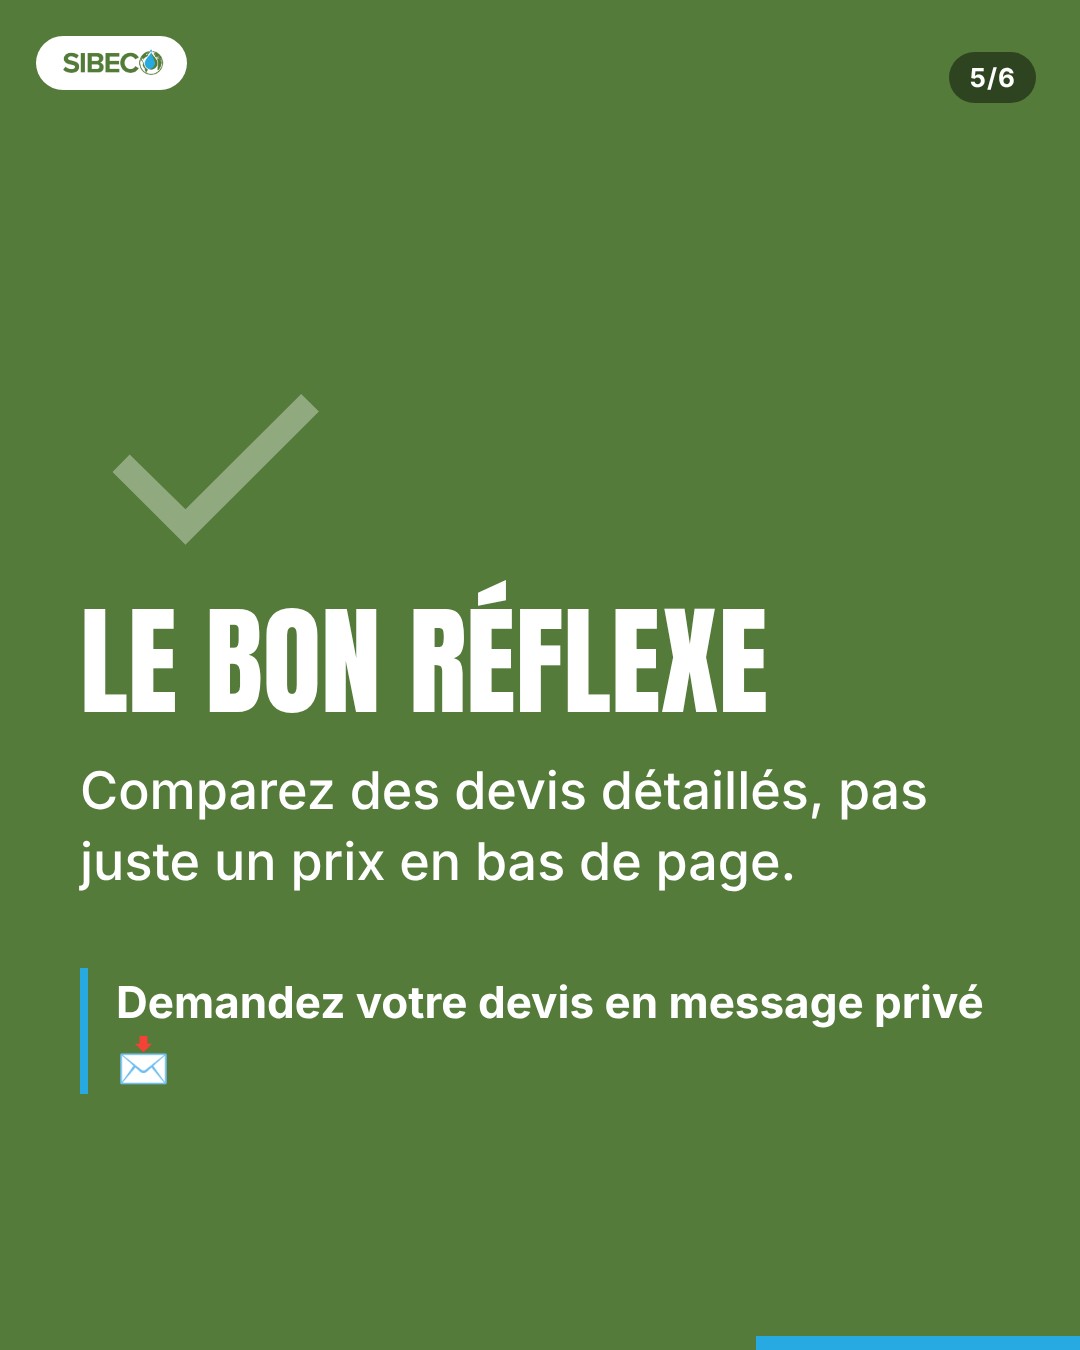 SIBECO
5/6
LE BON RÉFLEXE
Comparez des devis détaillés, pas
juste un prix en bas de page.
Demandez votre devis en message privé
📩